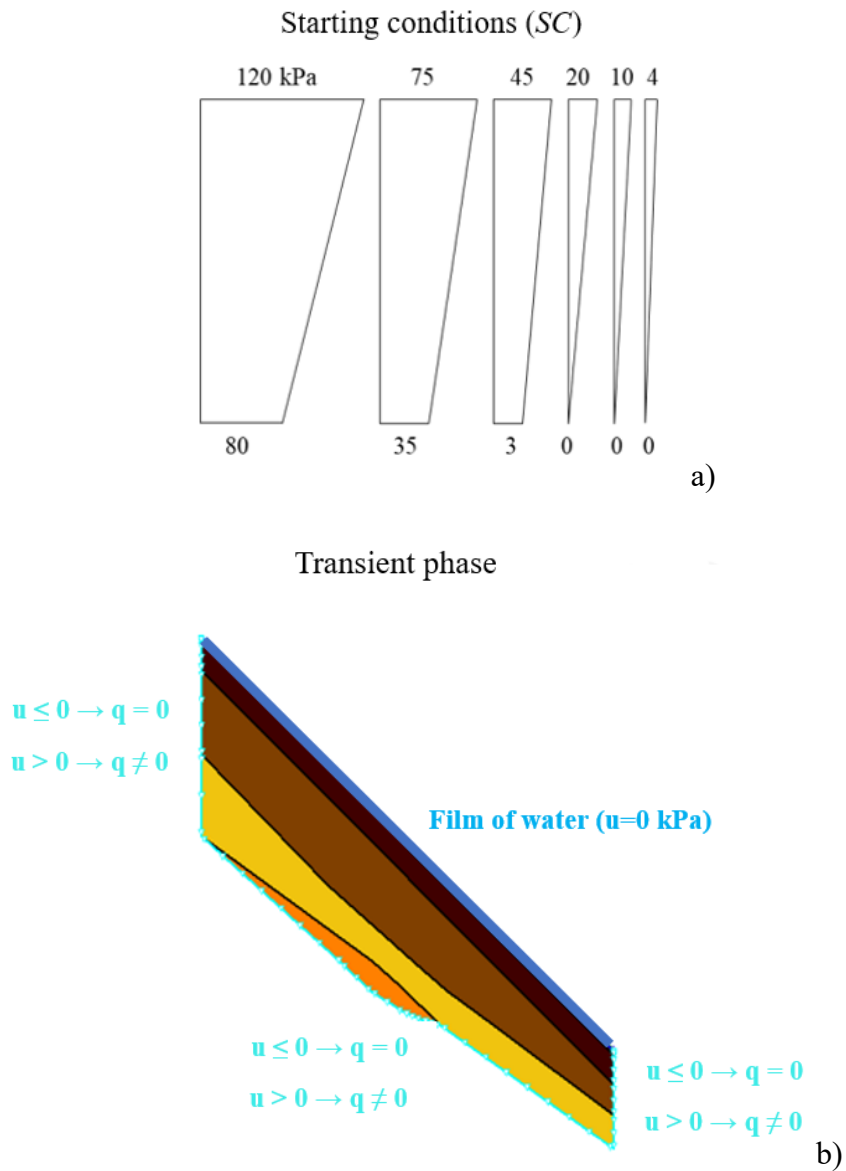 Starting conditions (SC)
120 kPa 75 45 20 10 4
80 35 3 0 0 0
a)
Transient phase
u ≤ 0 → q = 0
u > 0 → q ≠ 0
Film of water (u=0 kPa)
u ≤ 0 → q = 0
u > 0 → q ≠ 0
u ≤ 0 → q = 0
u > 0 → q ≠ 0
b)